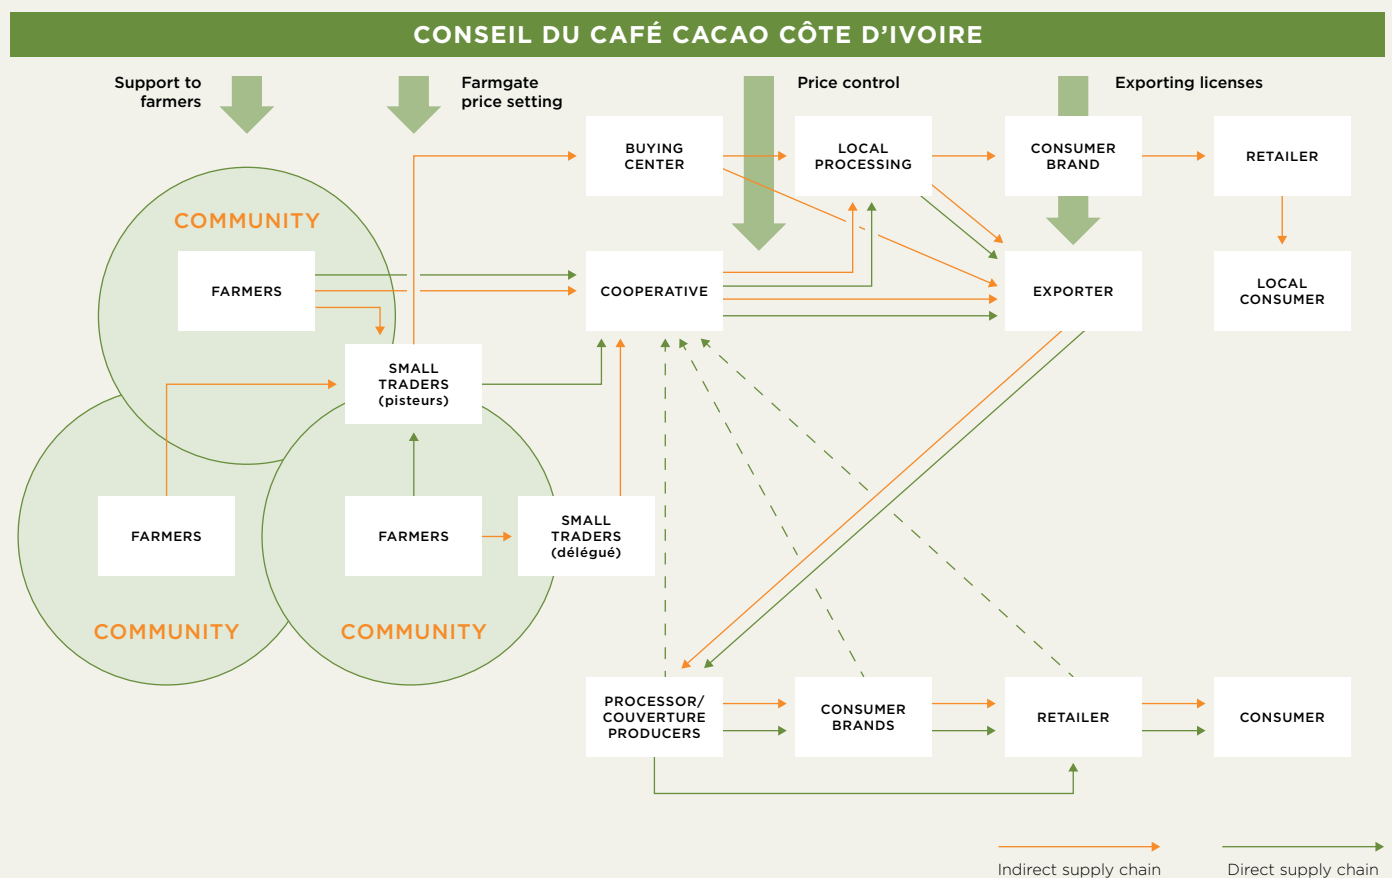 CONSEIL DU CAFÉ CACAO CÔTE D’IVOIRE
Support to
farmers
Farmgate
price setting
Price control
Exporting licenses
BUYING
CENTER
LOCAL
PROCESSING
CONSUMER
BRAND
RETAILER
COMMUNITY
FARMERS
COOPERATIVE
EXPORTER
LOCAL
CONSUMER
SMALL
TRADERS
(pisteurs)
FARMERS
FARMERS
SMALL
TRADERS
(délégué)
COMMUNITY
COMMUNITY
PROCESSOR/
COUVERTURE
PRODUCERS
CONSUMER
BRANDS
RETAILER
CONSUMER
Indirect supply chain
Direct supply chain